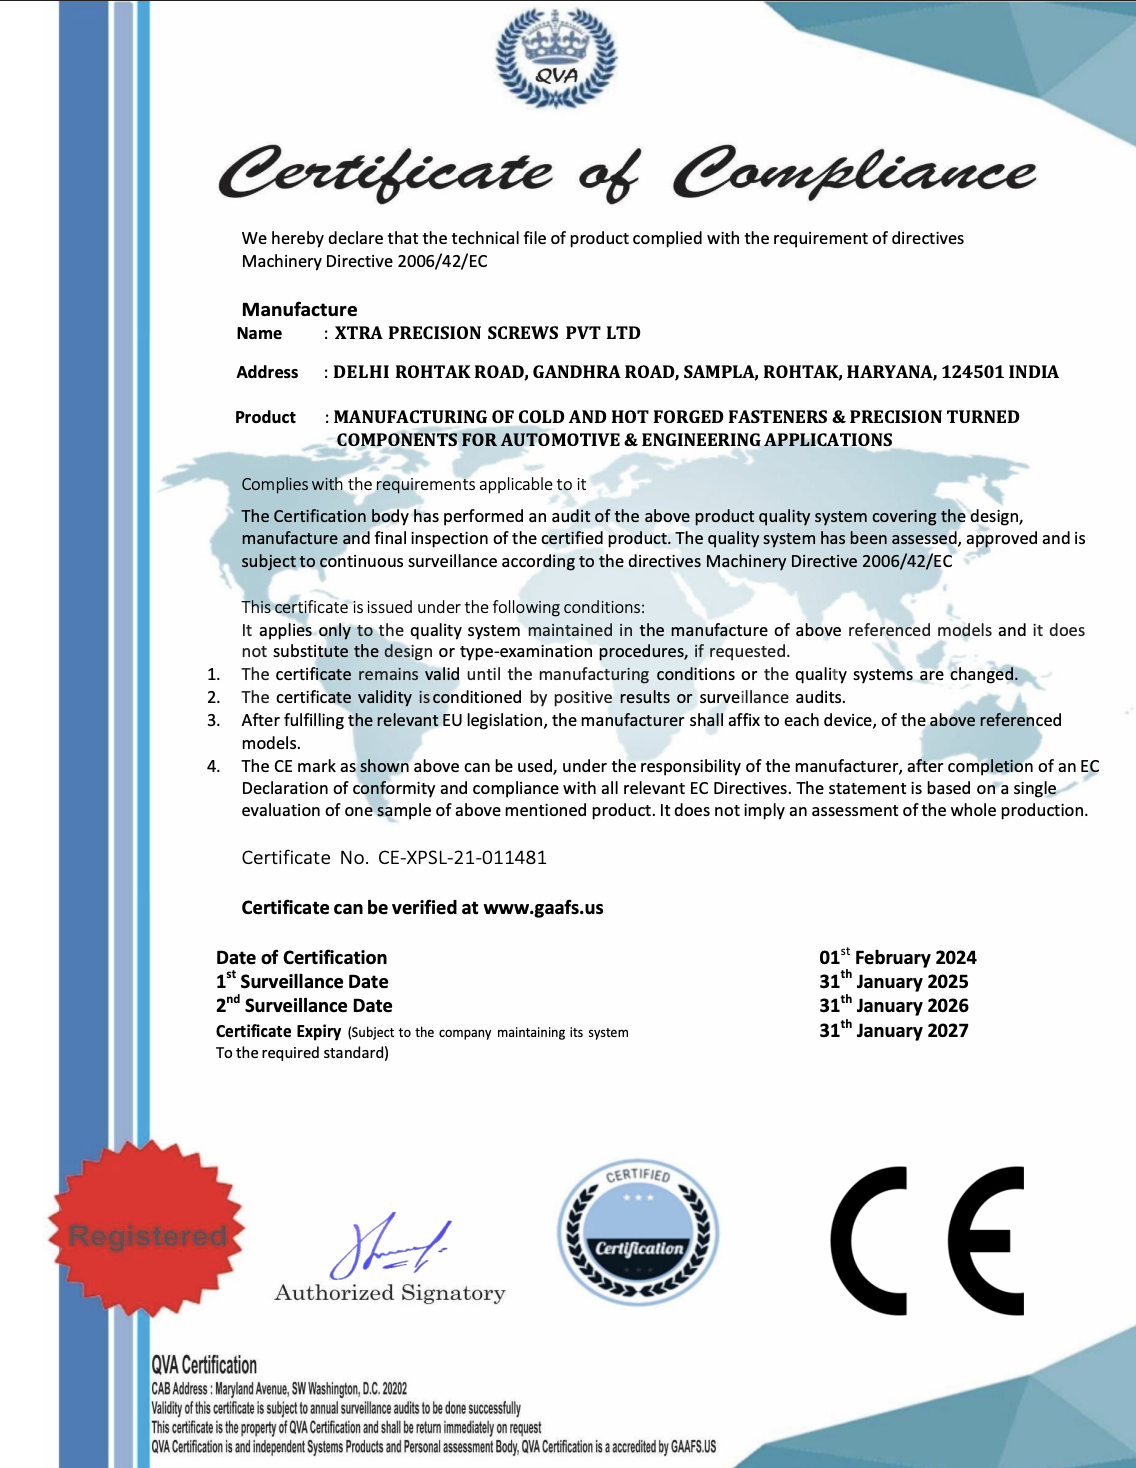 QVA
Certificate of Compliance
We hereby declare that the technical file of product complied with the requirement of directives
Machinery Directive 2006/42/EC
Manufacture
Name : XTRA PRECISION SCREWS PVT LTD
Address : DELHI ROHTAK ROAD, GANDHRA ROAD, SAMPLA, ROHTAK, HARYANA, 124501 INDIA
Product : MANUFACTURING OF COLD AND HOT FORGED FASTENERS & PRECISION TURNED
COMPONENTS FOR AUTOMOTIVE & ENGINEERING APPLICATIONS
Complies with the requirements applicable to it
The Certification body has performed an audit of the above product quality system covering the design,
manufacture and final inspection of the certified product. The quality system has been assessed, approved and is
subject to continuous surveillance according to the directives Machinery Directive 2006/42/EC
This certificate is issued under the following conditions:
It applies only to the quality system maintained in the manufacture of above referenced models and it does
not substitute the design or type-examination procedures, if requested.
1. The certificate remains valid until the manufacturing conditions or the quality systems are changed.
2. The certificate validity is conditioned by positive results or surveillance audits.
3. After fulfilling the relevant EU legislation, the manufacturer shall affix to each device, of the above referenced
models.
4. The CE mark as shown above can be used, under the responsibility of the manufacturer, after completion of an EC
Declaration of conformity and compliance with all relevant EC Directives. The statement is based on a single
evaluation of one sample of above mentioned product. It does not imply an assessment of the whole production.
Certificate No. CE-XPSL-21-011481
Certificate can be verified at www.gaafs.us
Date of Certification 01st February 2024
1st Surveillance Date 31th January 2025
2nd Surveillance Date 31th January 2026
Certificate Expiry (Subject to the company maintaining its system 31th January 2027
To the required standard)
Registered
Authorized Signatory
CERTIFIED
Certification
CE
QVA Certification
CAB Address : Maryland Avenue, SW Washington, D.C. 20202
Validity of this certificate is subject to annual surveillance audits to be done successfully
This certificate is the property of QVA Certification and shall be return immediately on request
QVA Certification is and independent Systems Products and Personal assessment Body, QVA Certification is a accredited by GAAFS.US